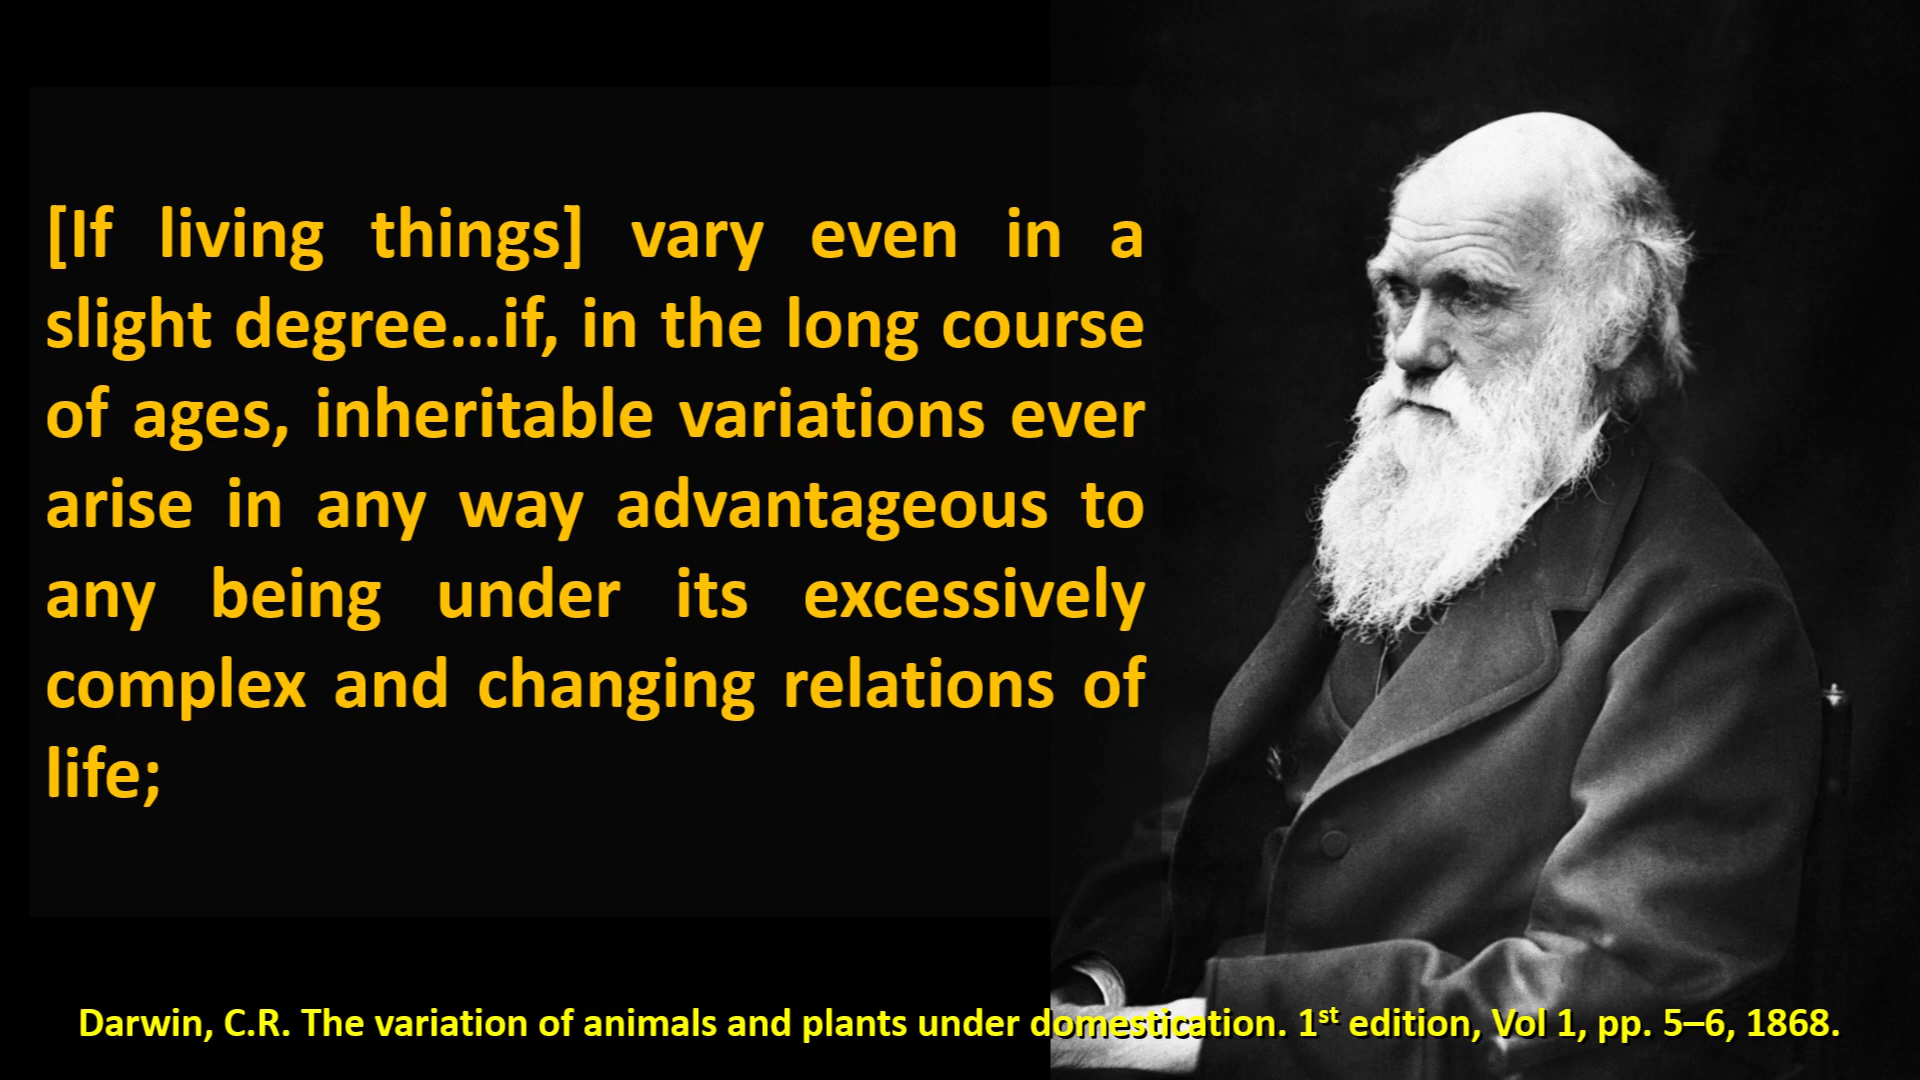 [If living things] vary even in a
slight degree...if, in the long course
of ages, inheritable variations ever
arise in any way advantageous to
any being under its excessively
complex and changing relations of
life;
Darwin, C.R. The variation of animals and plants under domestication. 1st edition, Vol 1, pp. 5–6, 1868.